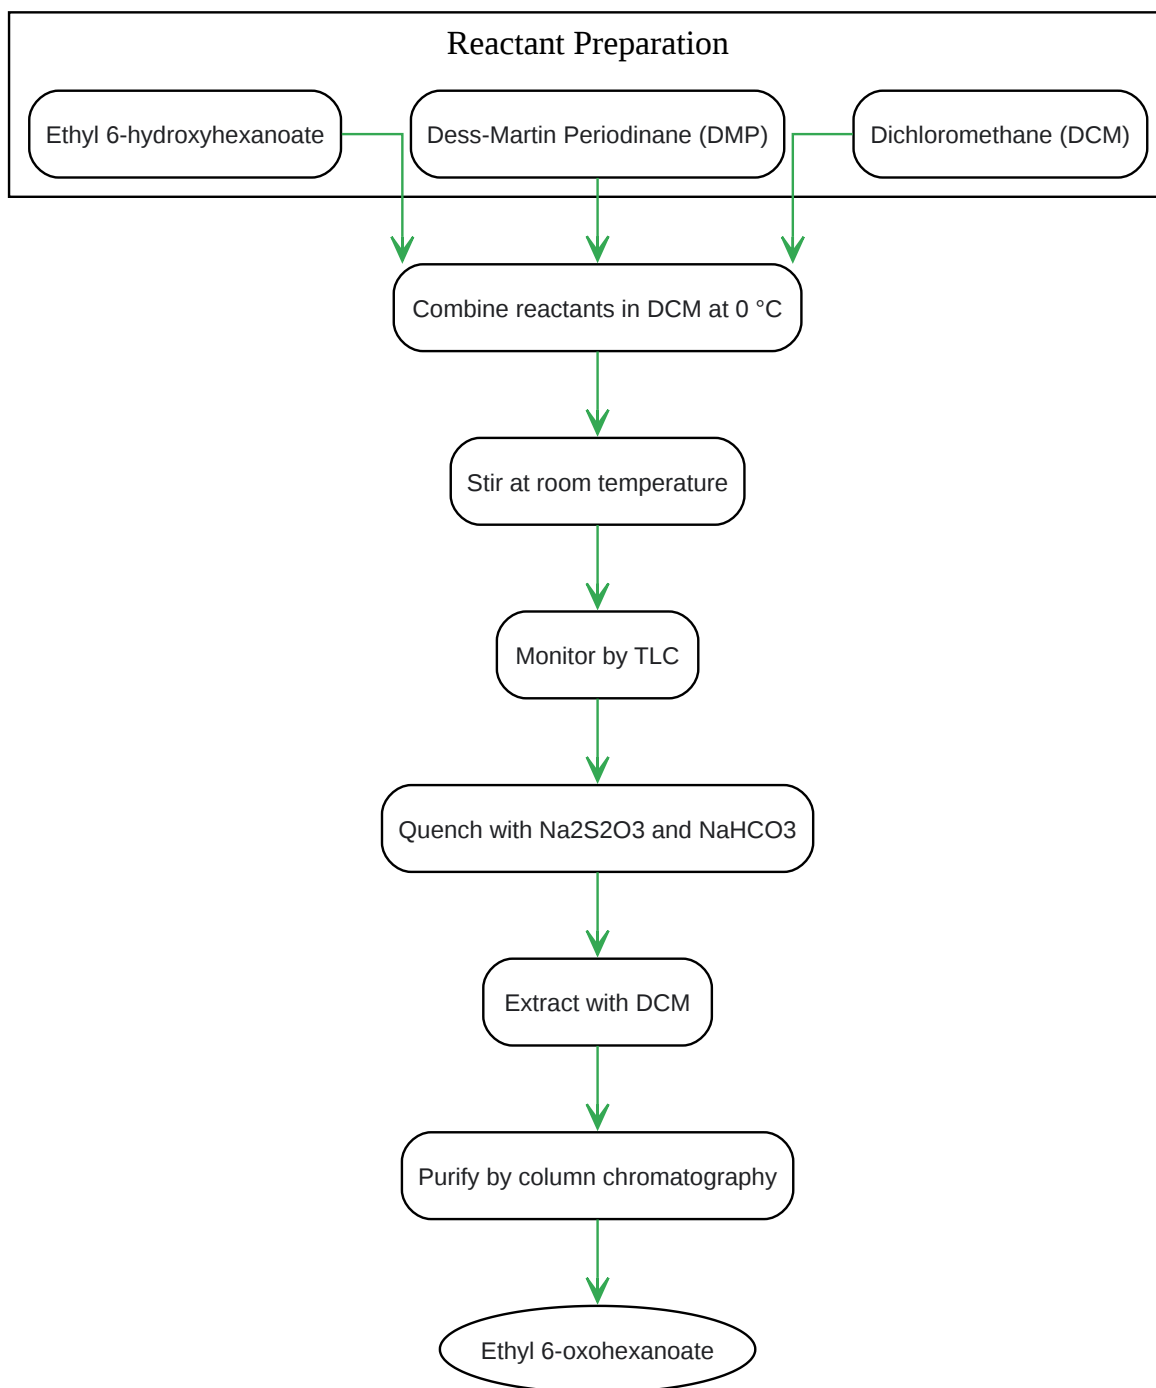 Reactant Preparation
Ethyl 6-hydroxyhexanoate
Dess-Martin Periodinane (DMP)
Dichloromethane (DCM)
Combine reactants in DCM at 0 °C
Stir at room temperature
Monitor by TLC
Quench with Na2S2O3 and NaHCO3
Extract with DCM
Purify by column chromatography
Ethyl 6-oxohexanoate